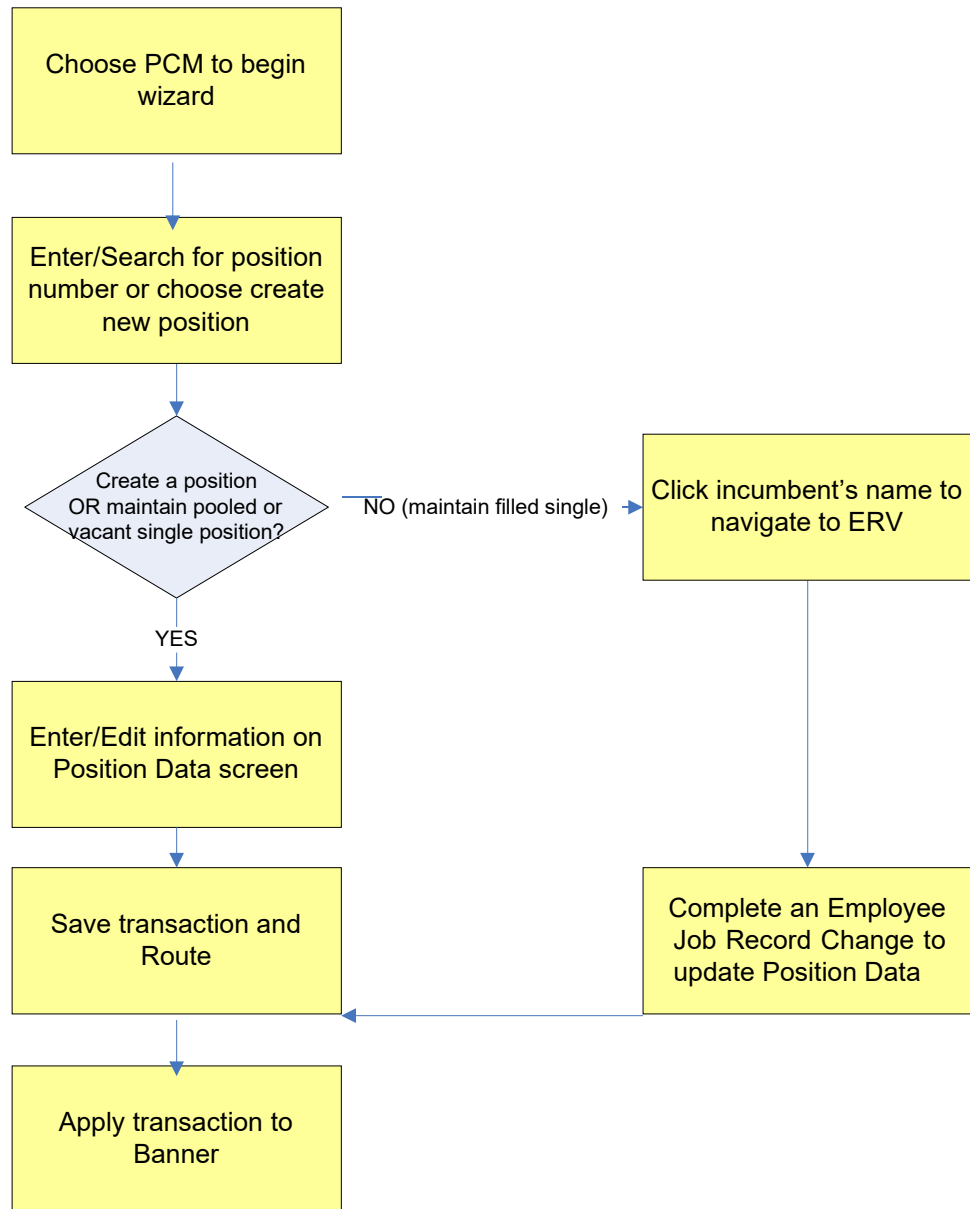 Choose PCM to begin
wizard
Enter/Search for position
number or choose create
new position
Create a position
OR maintain pooled or
vacant single position?
NO (maintain filled single)
Click incumbent’s name to
navigate to ERV
YES
Enter/Edit information on
Position Data screen
Save transaction and
Route
Complete an Employee
Job Record Change to
update Position Data
Apply transaction to
Banner